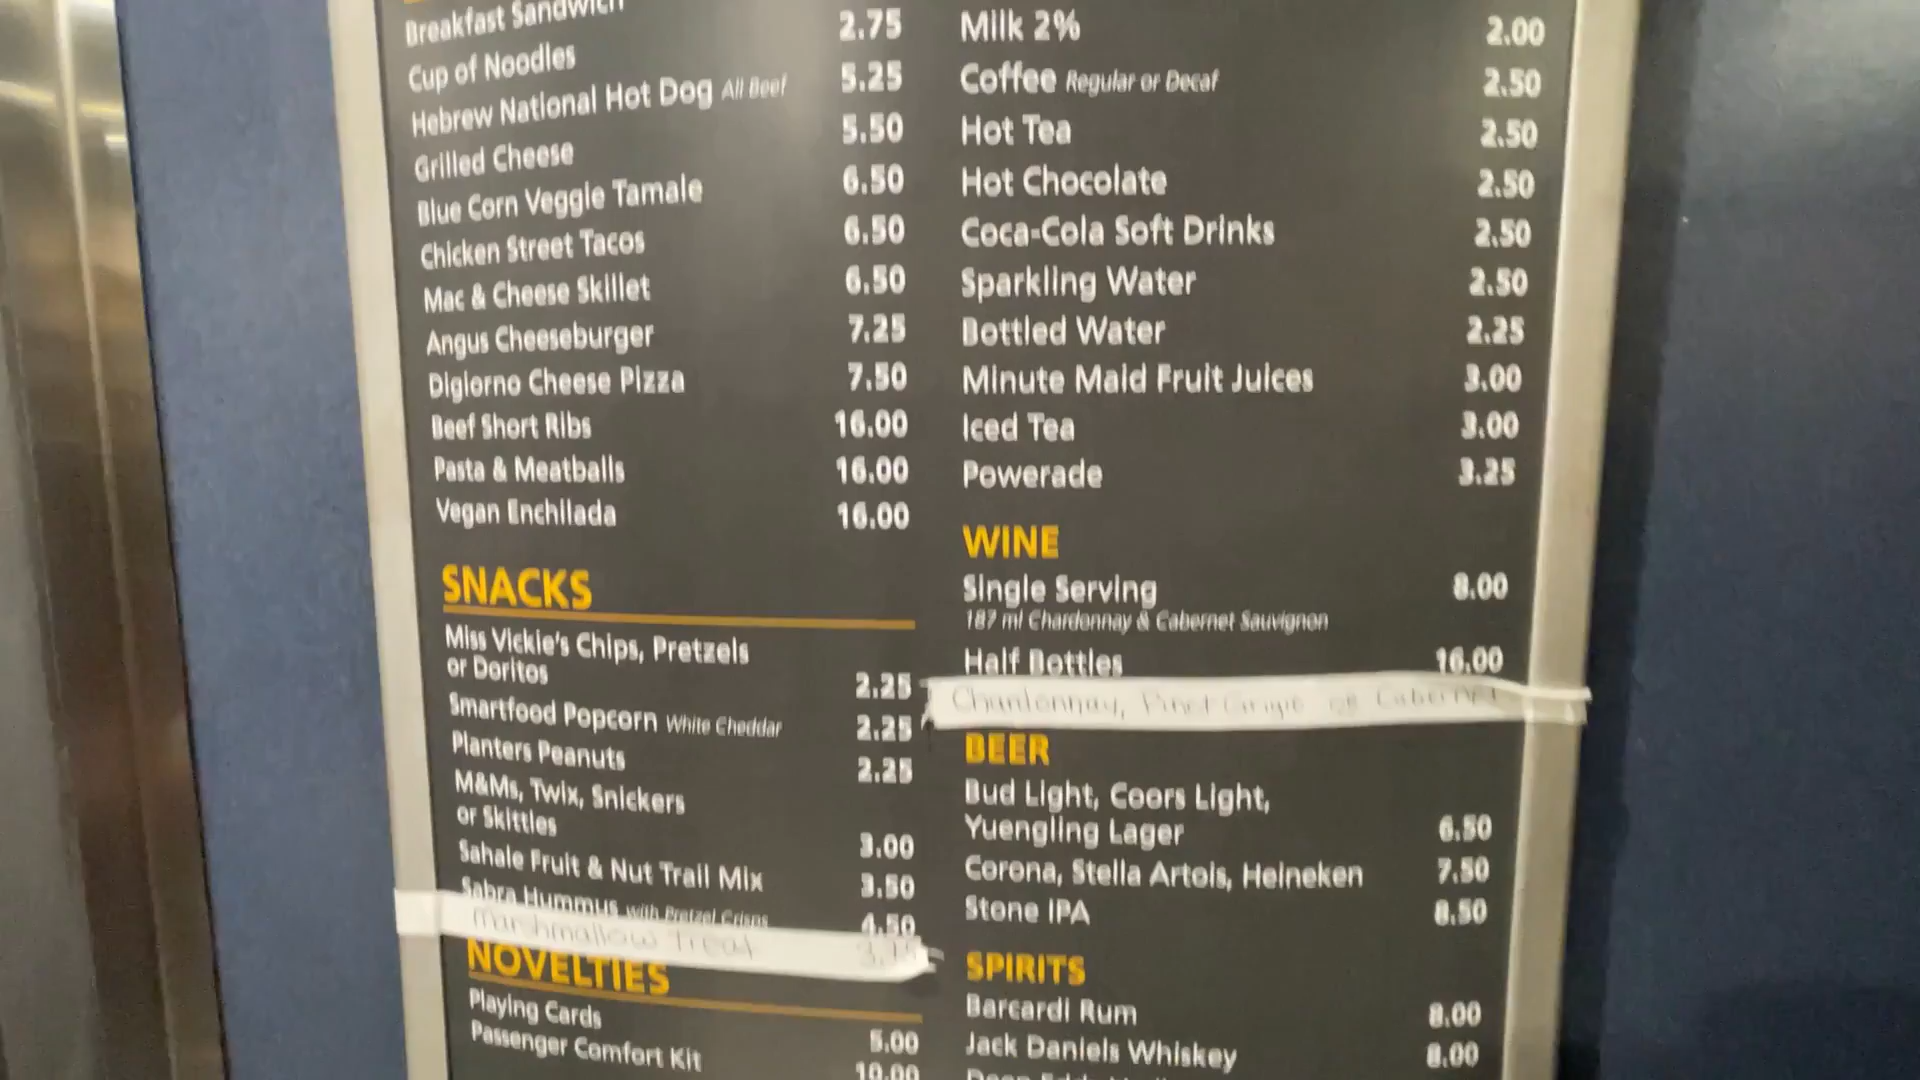 Breakfast Sandwich
Cup of Noodles 2.75
Hebrew National Hot Dog All Beef 5.25
Grilled Cheese 5.50
Blue Corn Veggie Tamale 6.50
Chicken Street Tacos 6.50
Mac & Cheese Skillet 6.50
Angus Cheeseburger 7.25
Digiorno Cheese Pizza 7.50
Beef Short Ribs 16.00
Pasta & Meatballs 16.00
Vegan Enchilada 16.00
SNACKS
Miss Vickie's Chips, Pretzels
or Doritos 2.25
Smartfood Popcorn White Cheddar 2.25
Planters Peanuts 2.25
M&Ms, Twix, Snickers
or Skittles 3.00
Sahale Fruit & Nut Trail Mix 3.50
Sabra Hummus with Pretzel Crisps 4.50
Marshmallow Treat
NOVELTIES
Playing Cards 5.00
Passenger Comfort Kit 10.00
Milk 2% 2.00
Coffee Regular or Decaf 2.50
Hot Tea 2.50
Hot Chocolate 2.50
Coca-Cola Soft Drinks 2.50
Sparkling Water 2.50
Bottled Water 2.25
Minute Maid Fruit Juices 3.00
Iced Tea 3.00
Powerade 3.25
WINE
Single Serving 8.00
187 ml Chardonnay & Cabernet Sauvignon
Half Bottles 16.00
Chardonnay, Pinot Grigio or Cabernet
BEER
Bud Light, Coors Light,
Yuengling Lager 6.50
Corona, Stella Artois, Heineken 7.50
Stone IPA 8.50
SPIRITS
Barcardi Rum 8.00
Jack Daniels Whiskey 8.00